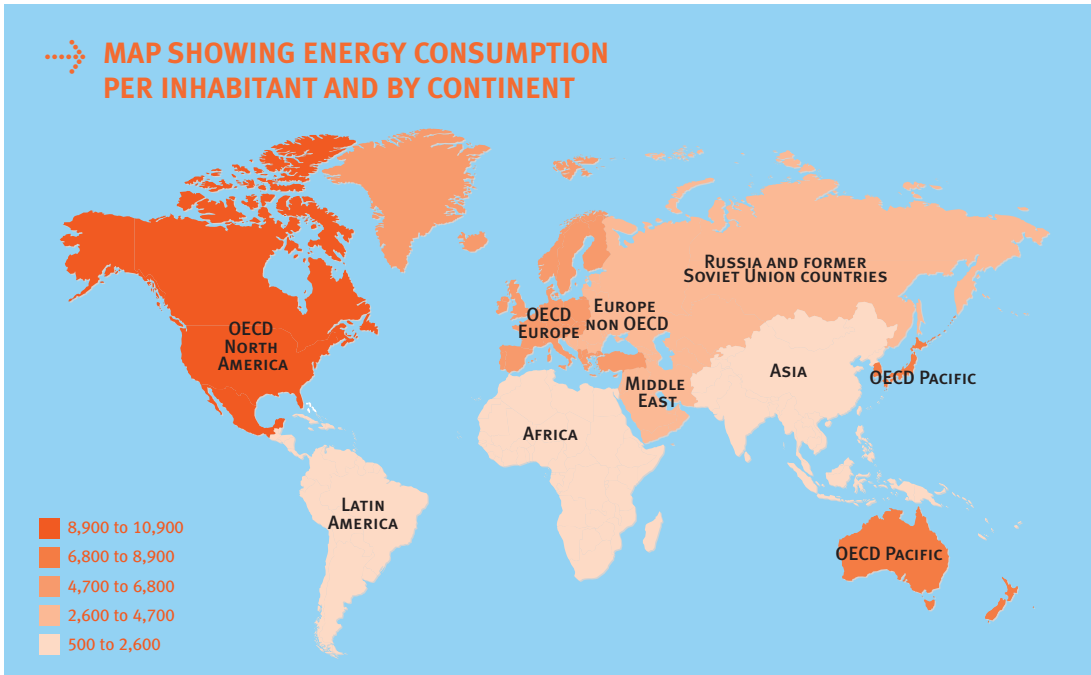 MAP SHOWING ENERGY CONSUMPTION
PER INHABITANT AND BY CONTINENT
RUSSIA AND FORMER
SOVIET UNION COUNTRIES
OECD
EUROPE
EUROPE
NON OECD
OECD
NORTH
AMERICA
ASIA
OECD PACIFIC
MIDDLE
EAST
AFRICA
LATIN
AMERICA
OECD PACIFIC
8,900 to 10,900
6,800 to 8,900
4,700 to 6,800
2,600 to 4,700
500 to 2,600